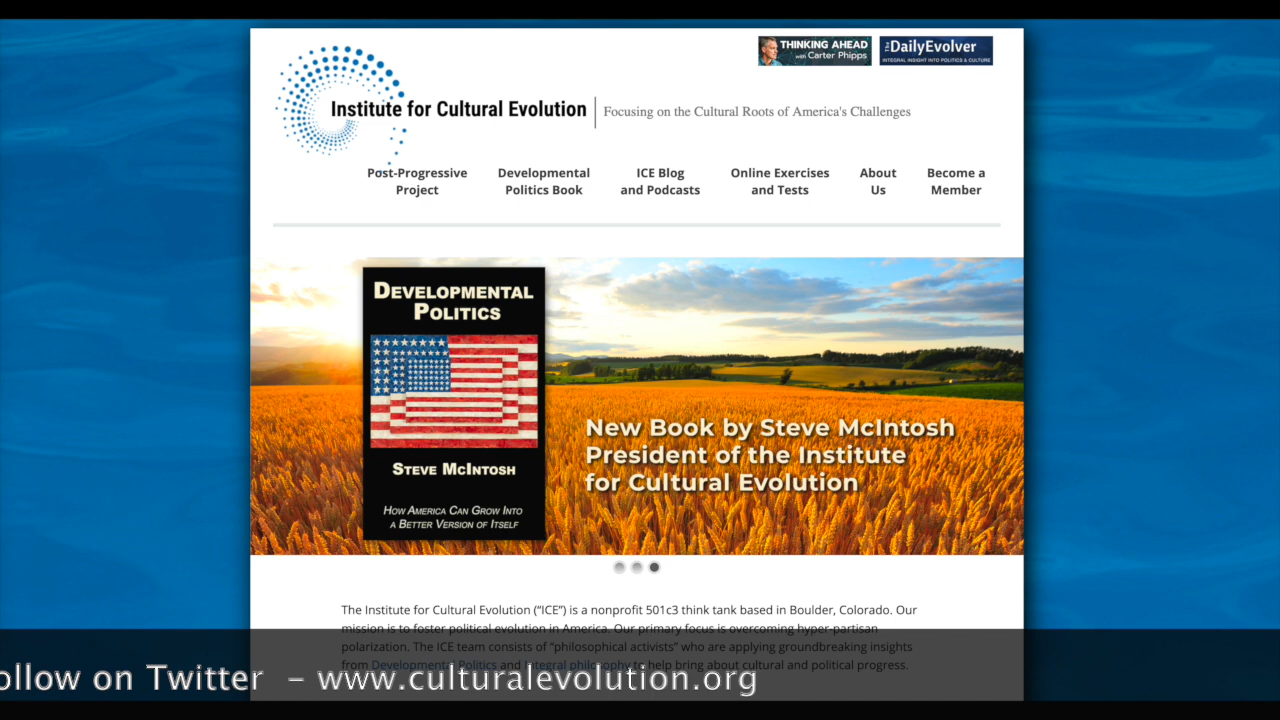 THINKING AHEAD
with Carter Phipps
The DailyEvolver
INTEGRAL INSIGHT INTO POLITICS & CULTURE
Institute for Cultural Evolution
Focusing on the Cultural Roots of America's Challenges
Post-Progressive
Project
Developmental
Politics Book
ICE Blog
and Podcasts
Online Exercises
and Tests
About
Us
Become a
Member
DEVELOPMENTAL
POLITICS
STEVE MCINTOSH
HOW AMERICA CAN GROW INTO
A BETTER VERSION OF ITSELF
New Book by Steve McIntosh
President of the Institute
for Cultural Evolution
The Institute for Cultural Evolution (“ICE”) is a nonprofit 501c3 think tank based in Boulder, Colorado. Our
mission is to foster political evolution in America. Our primary focus is overcoming hyper-partisan
polarization. The ICE team consists of “philosophical activists” who are applying groundbreaking insights
from Developmental Politics and integral philosophy to help bring about cultural and political progress.
ollow on Twitter – www.culturalevolution.org